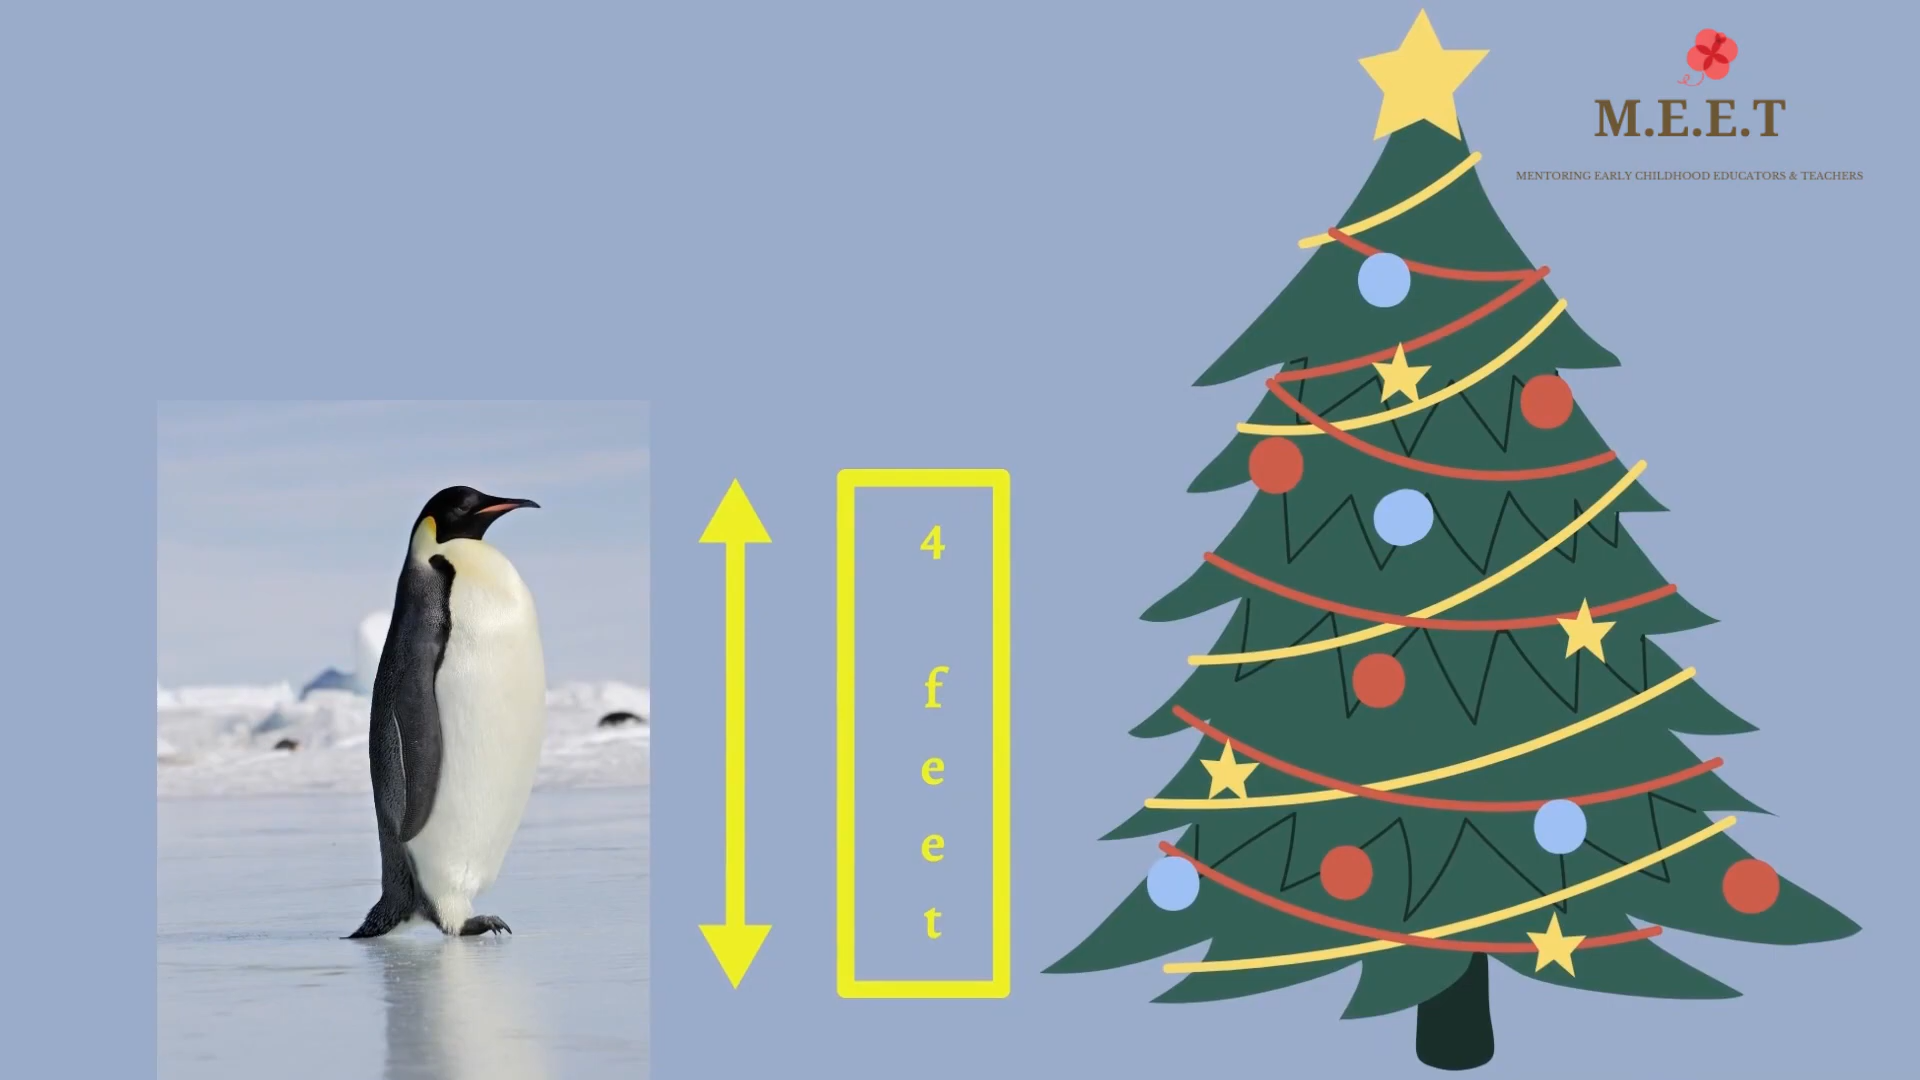 4
f
e
e
t
M.E.E.T
MENTORING EARLY CHILDHOOD EDUCATORS & TEACHERS